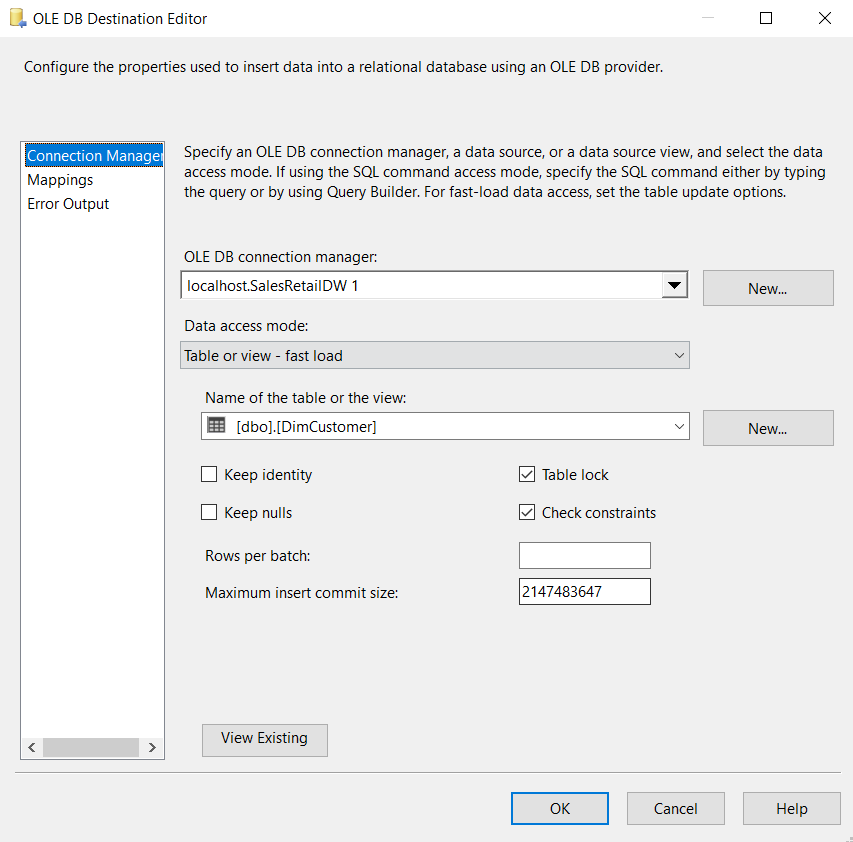 OLE DB Destination Editor
Configure the properties used to insert data into a relational database using an OLE DB provider.
Connection Manager
Mappings
Error Output
Specify an OLE DB connection manager, a data source, or a data source view, and select the data
access mode. If using the SQL command access mode, specify the SQL command either by typing
the query or by using Query Builder. For fast-load data access, set the table update options.
OLE DB connection manager:
localhost.SalesRetailDW 1
New...
Data access mode:
Table or view - fast load
Name of the table or the view:
[dbo].[DimCustomer]
New...
Keep identity
Table lock
Keep nulls
Check constraints
Rows per batch:
Maximum insert commit size:
2147483647
View Existing
OK
Cancel
Help